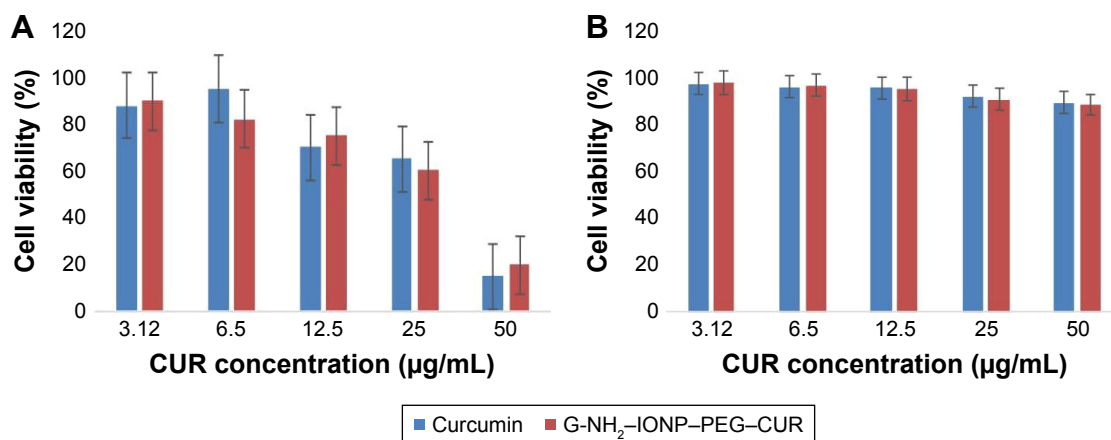 A
Cell viability (%)
120
100
80
60
40
20
0
3.12 6.5 12.5 25 50
CUR concentration (µg/mL)
B
Cell viability (%)
120
100
80
60
40
20
0
3.12 6.5 12.5 25 50
CUR concentration (µg/mL)
Curcumin G-NH₂–IONP–PEG–CUR